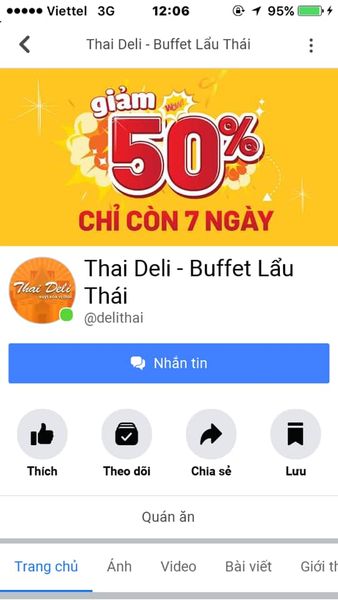 Viettel 3G 12:06 95%
Thai Deli - Buffet Lẩu Thái
giảm WOW!
50%
CHỈ CÒN 7 NGÀY
Thai Deli
Thai Deli - Buffet Lẩu
Thái
@delithai
Nhắn tin
Thích Theo dõi Chia sẻ Lưu
Quán ăn
Trang chủ Ảnh Video Bài viết Giới th